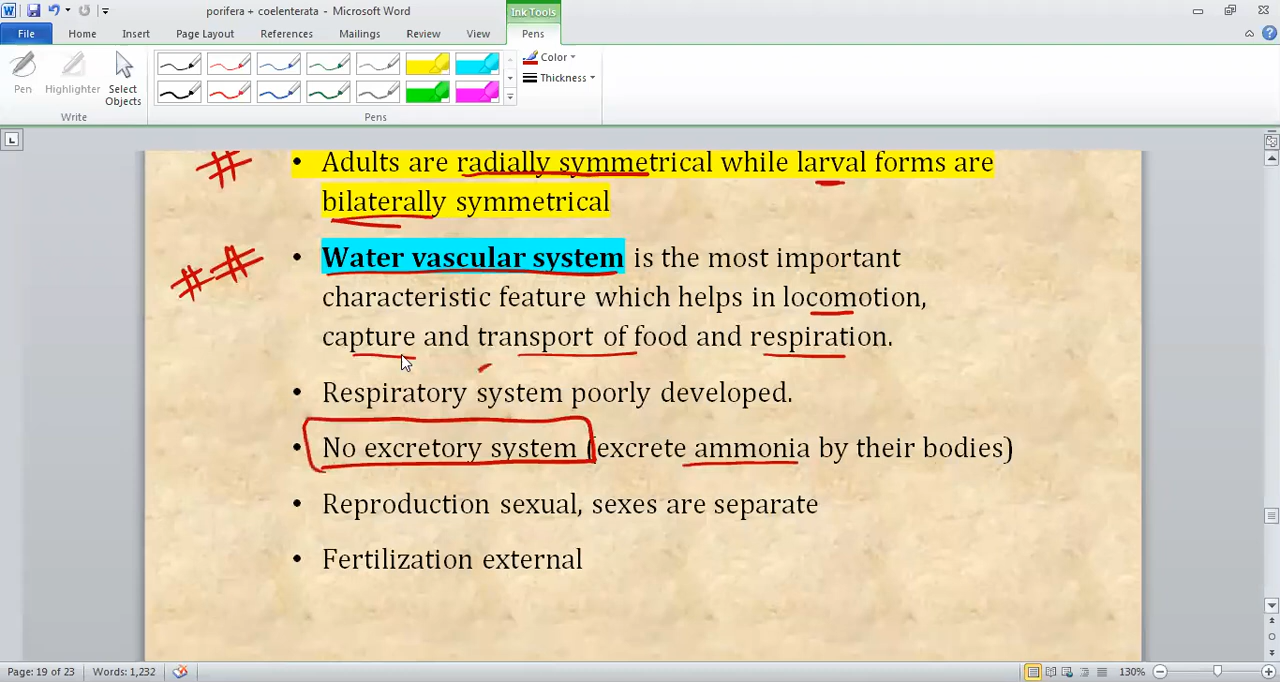 porifera + coelenterata - Microsoft Word
Ink Tools
File Home Insert Page Layout References Mailings Review View Pens
Pen Highlighter Select Objects
Color
Thickness
Write
Pens
# • Adults are radially symmetrical while larval forms are
bilaterally symmetrical
## • Water vascular system is the most important
characteristic feature which helps in locomotion,
capture and transport of food and respiration.
• Respiratory system poorly developed.
• No excretory system (excrete ammonia by their bodies)
• Reproduction sexual, sexes are separate
• Fertilization external
Page: 19 of 23 Words: 1,232 130%